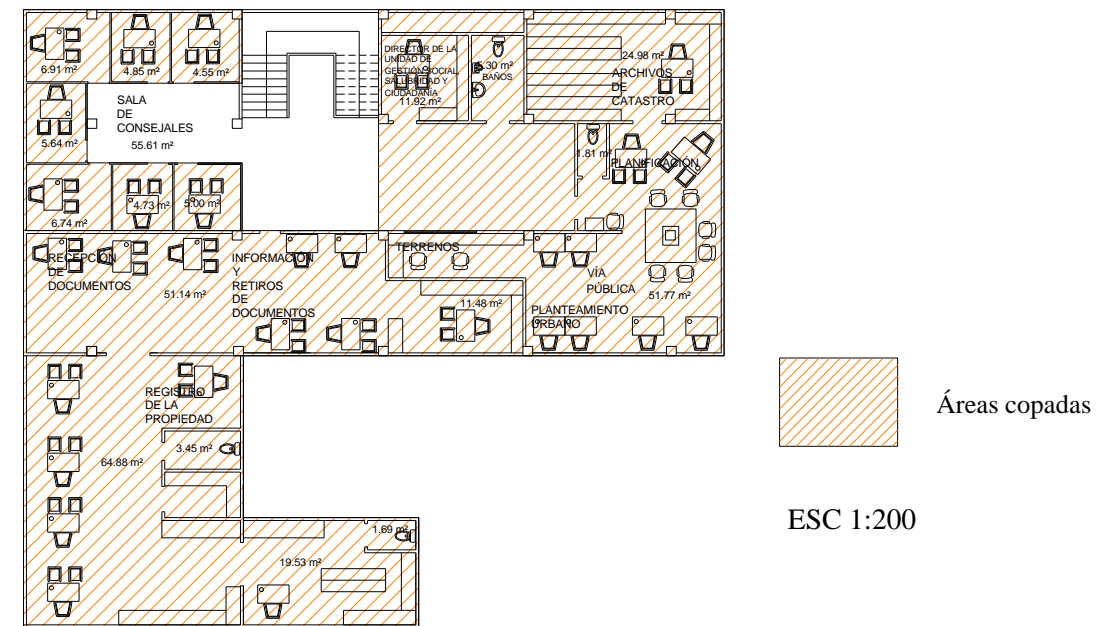 6.91 m²
4.85 m²
4.55 m²
SALA
DE
CONSEJALES
55.61 m²
5.64 m²
6.74 m²
4.73 m²
5.00 m²
DIRECTOR DE LA
UNIDAD DE
GESTIÓN SOCIAL
SALUBRIDAD Y
CIUDADANÍA
11.92 m²
BAÑOS
24.98 m²
ARCHIVOS
DE
CATASTRO
1.81 m²
PLANIFICACIÓN
RECEPCIÓN
DE
DOCUMENTOS
51.14 m²
INFORMACIÓN
Y
RETIROS
DE
DOCUMENTOS
TERRENOS
11.48 m²
VÍA
PÚBLICA
51.77 m²
PLANTEAMIENTO
URBANO
REGISTRO
DE LA
PROPIEDAD
3.45 m²
64.88 m²
1.69 m²
19.53 m²
Áreas copadas
ESC 1:200